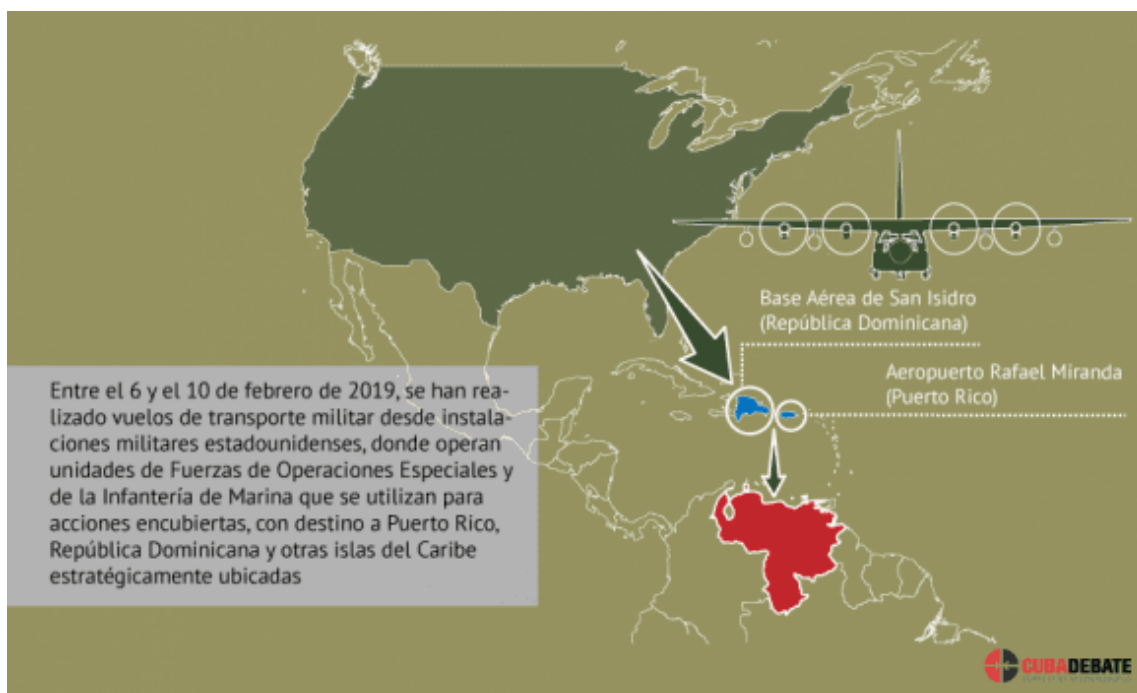 Base Aérea de San Isidro
(República Dominicana)
Aeropuerto Rafael Miranda
(Puerto Rico)
Entre el 6 y el 10 de febrero de 2019, se han rea-
lizado vuelos de transporte militar desde instala-
ciones militares estadounidenses, donde operan
unidades de Fuerzas de Operaciones Especiales y
de la Infantería de Marina que se utilizan para
acciones encubiertas, con destino a Puerto Rico,
República Dominicana y otras islas del Caribe
estratégicamente ubicadas
CUBADEBATE